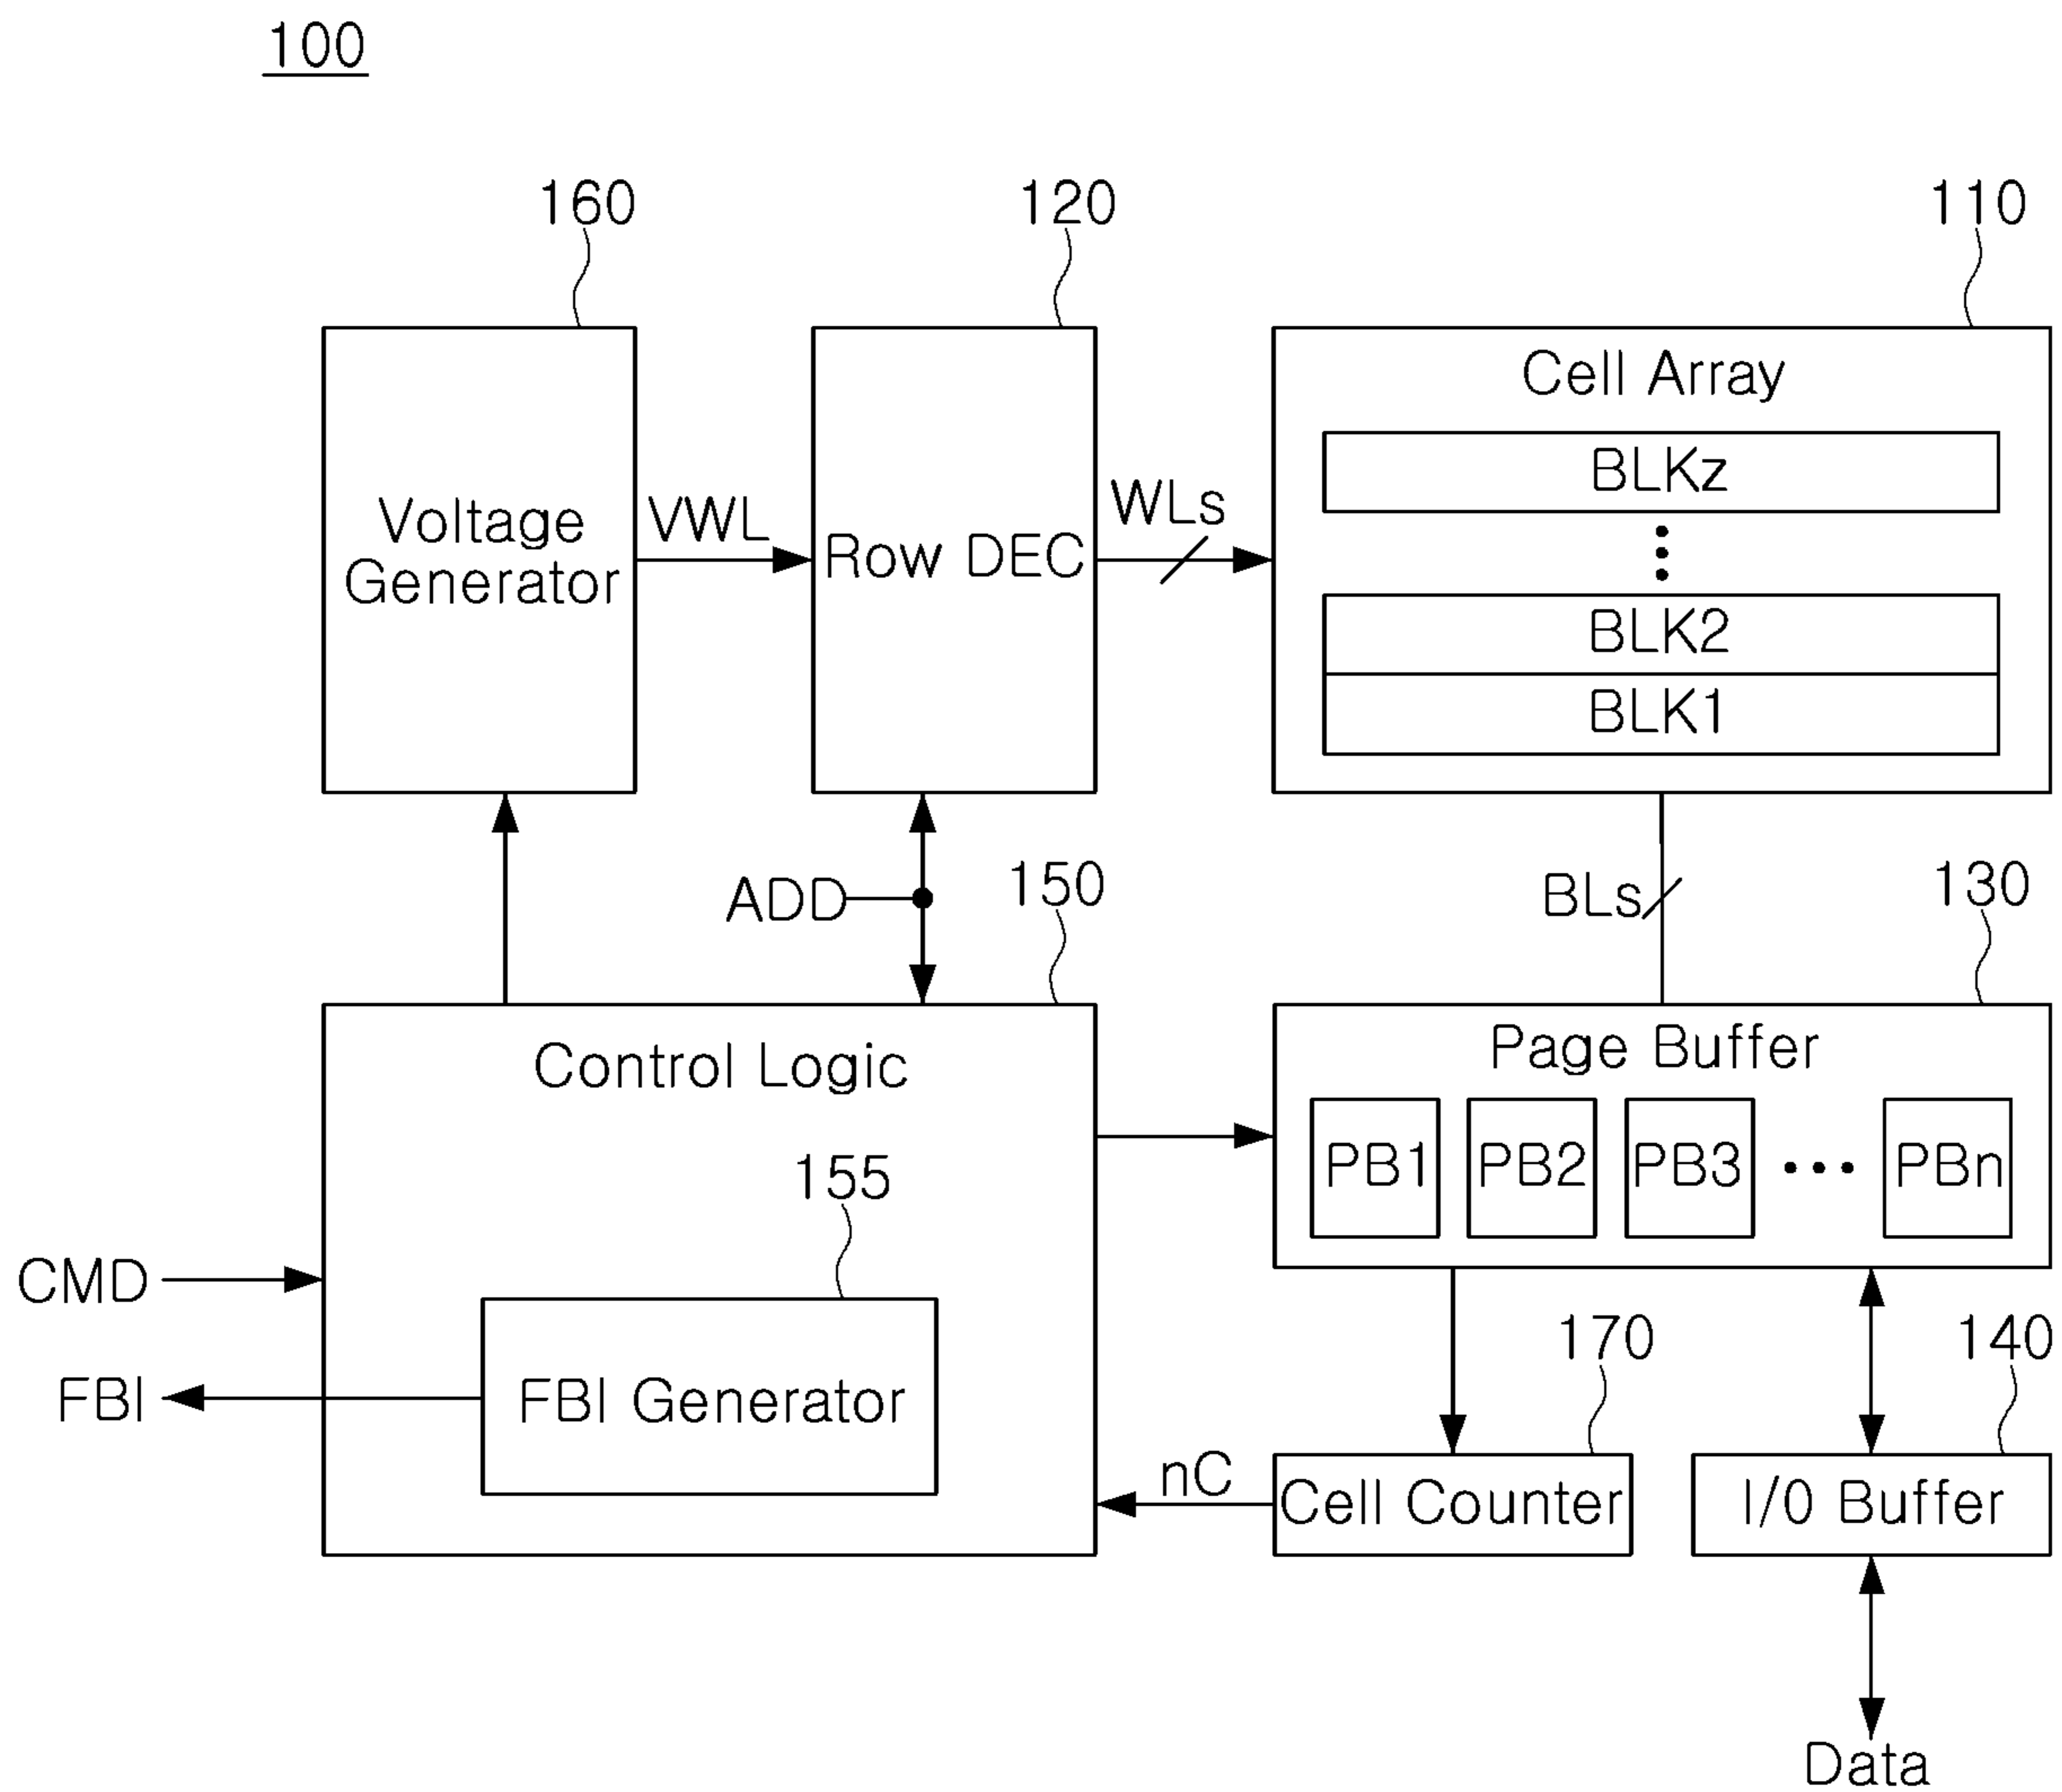 100
160
120
110
Voltage
Generator
VWL
Row DEC
WLs
Cell Array
BLKz
BLK2
BLK1
ADD
150
BLs
130
Control Logic
155
CMD
FBI
FBI Generator
Page Buffer
PB1
PB2
PB3
PBn
170
140
nC
Cell Counter
I/0 Buffer
Data